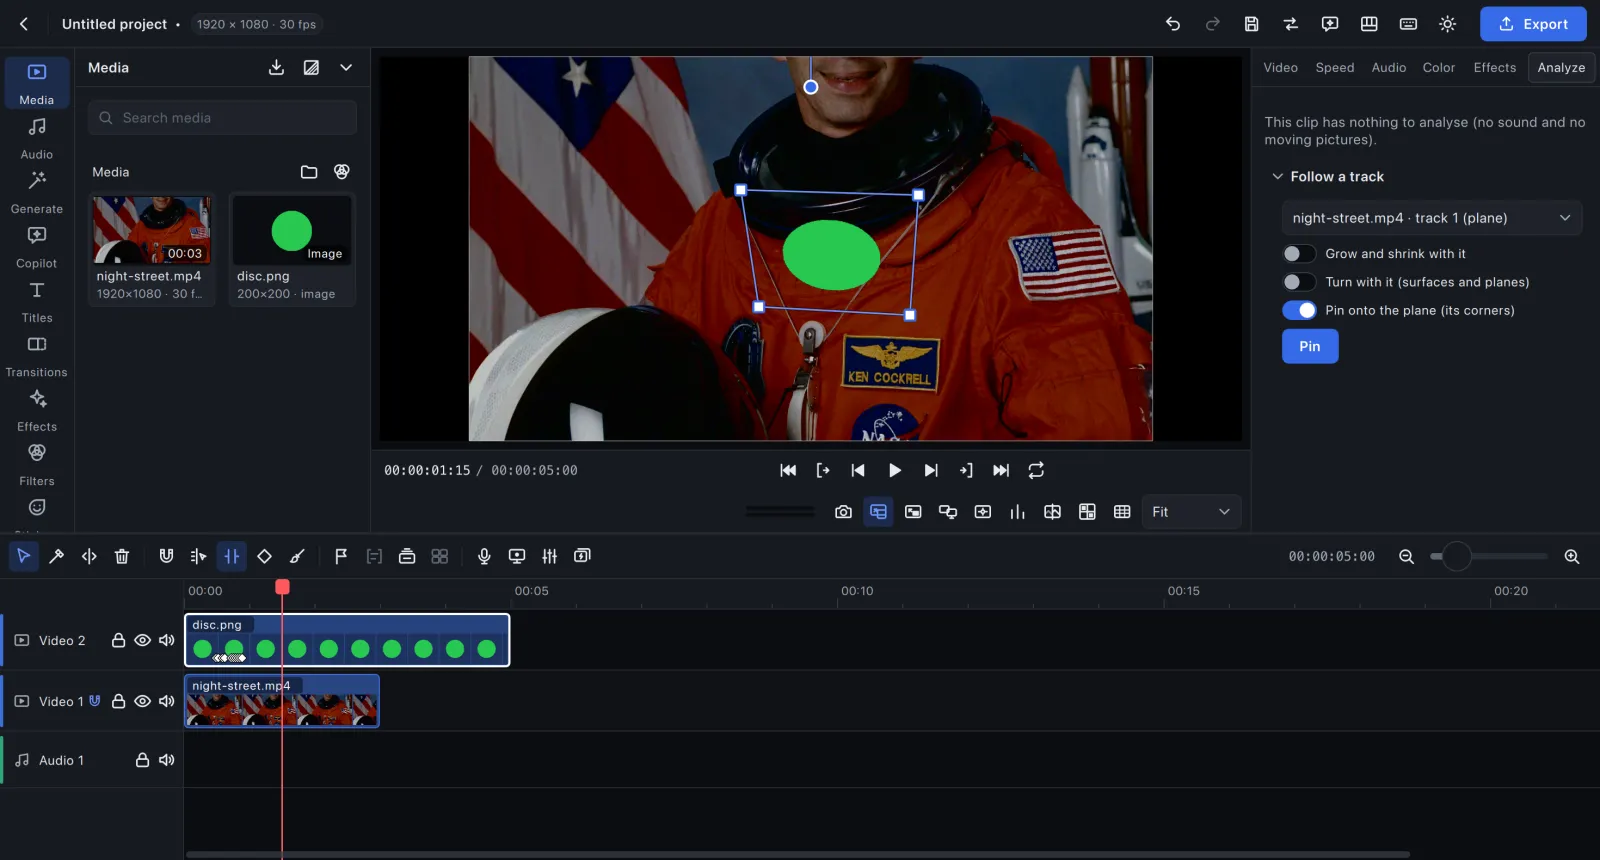 Untitled project •
1920 × 1080 · 30 fps
Export
Media
Audio
Generate
Copilot
Titles
Transitions
Effects
Filters
Media
Search media
Media
00:03
night-street.mp4
1920×1080 · 30 f...
Image
disc.png
200×200 · image
KEN COCKRELL
00:00:01:15 / 00:00:05:00
Fit
Video
Speed
Audio
Color
Effects
Analyze
This clip has nothing to analyse (no sound and no
moving pictures).
Follow a track
night-street.mp4 · track 1 (plane)
Grow and shrink with it
Turn with it (surfaces and planes)
Pin onto the plane (its corners)
Pin
00:00:05:00
00:00
00:05
00:10
00:15
00:20
Video 2
disc.png
Video 1
night-street.mp4
Audio 1